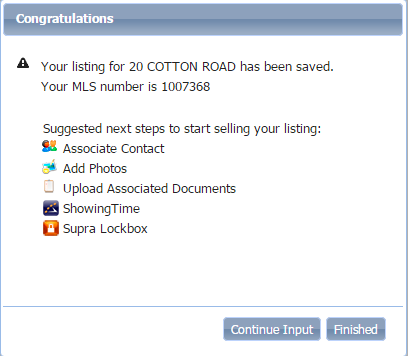 Congratulations
Your listing for 20 COTTON ROAD has been saved.
Your MLS number is 1007368
Suggested next steps to start selling your listing:
Associate Contact
Add Photos
Upload Associated Documents
ShowingTime
Supra Lockbox
Continue Input
Finished